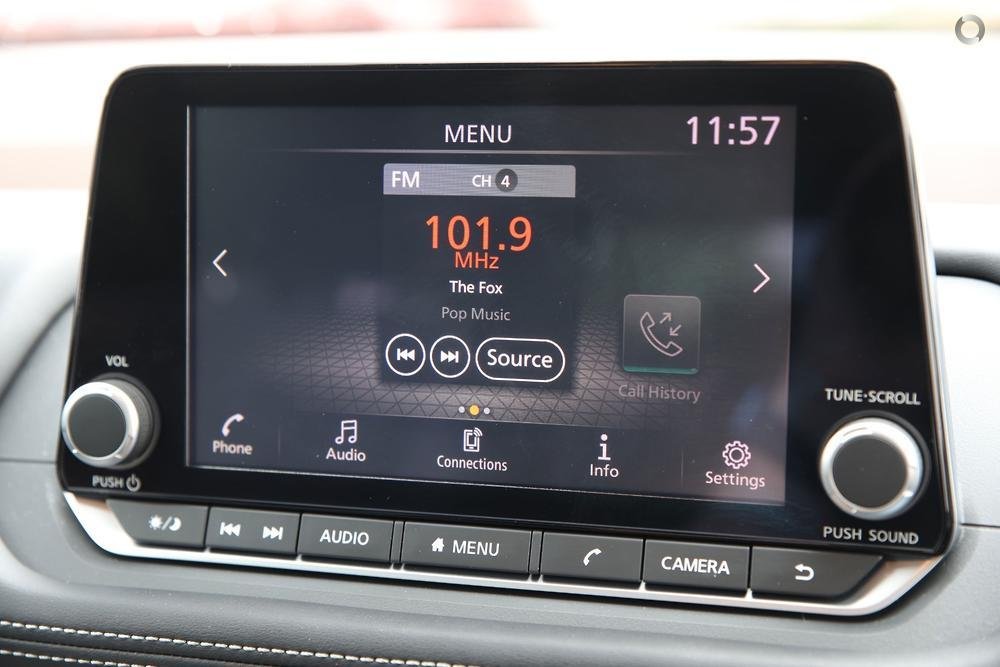 MENU
11:57
FM CH 4
101.9
MHz
The Fox
Pop Music
Source
Call History
Phone
Audio
Connections
Info
Settings
VOL
PUSH
TUNE·SCROLL
PUSH SOUND
AUDIO
MENU
CAMERA